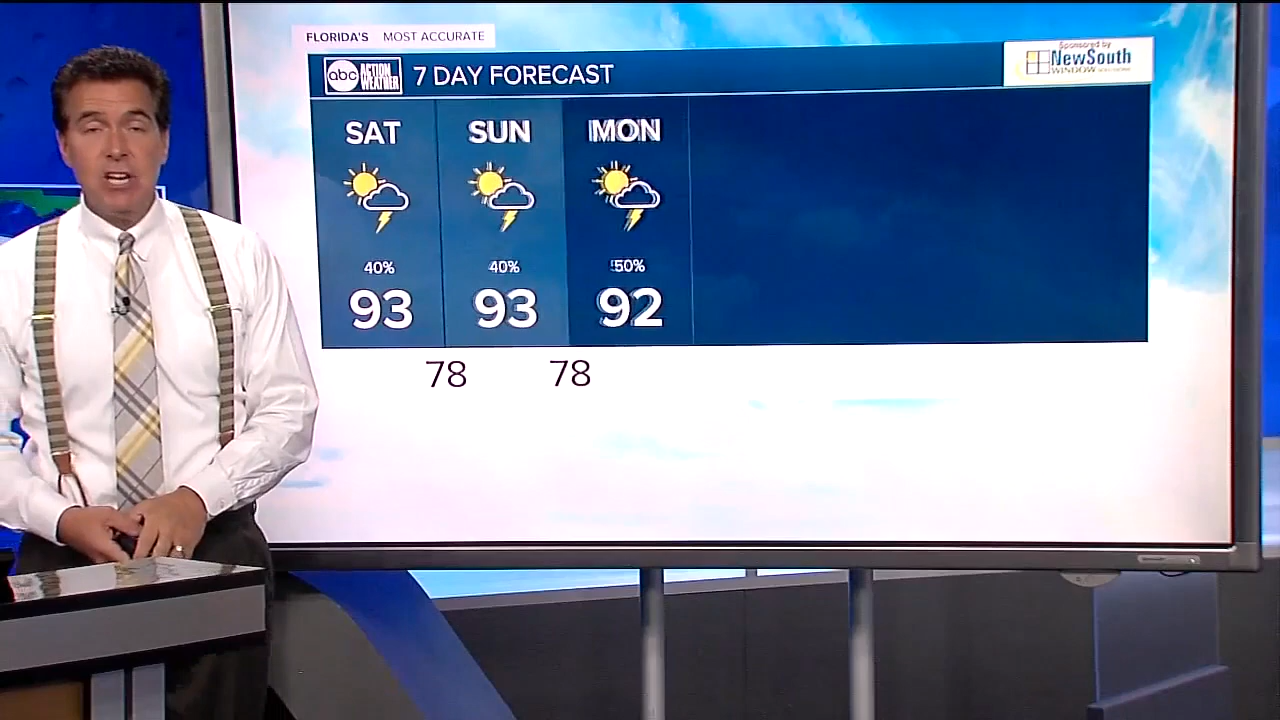 FLORIDA'S MOST ACCURATE
Sponsored by
NewSouth
WINDOW
abc ACTION WEATHER 7 DAY FORECAST
SAT SUN MON
40% 40% 50%
93 93 92
78 78